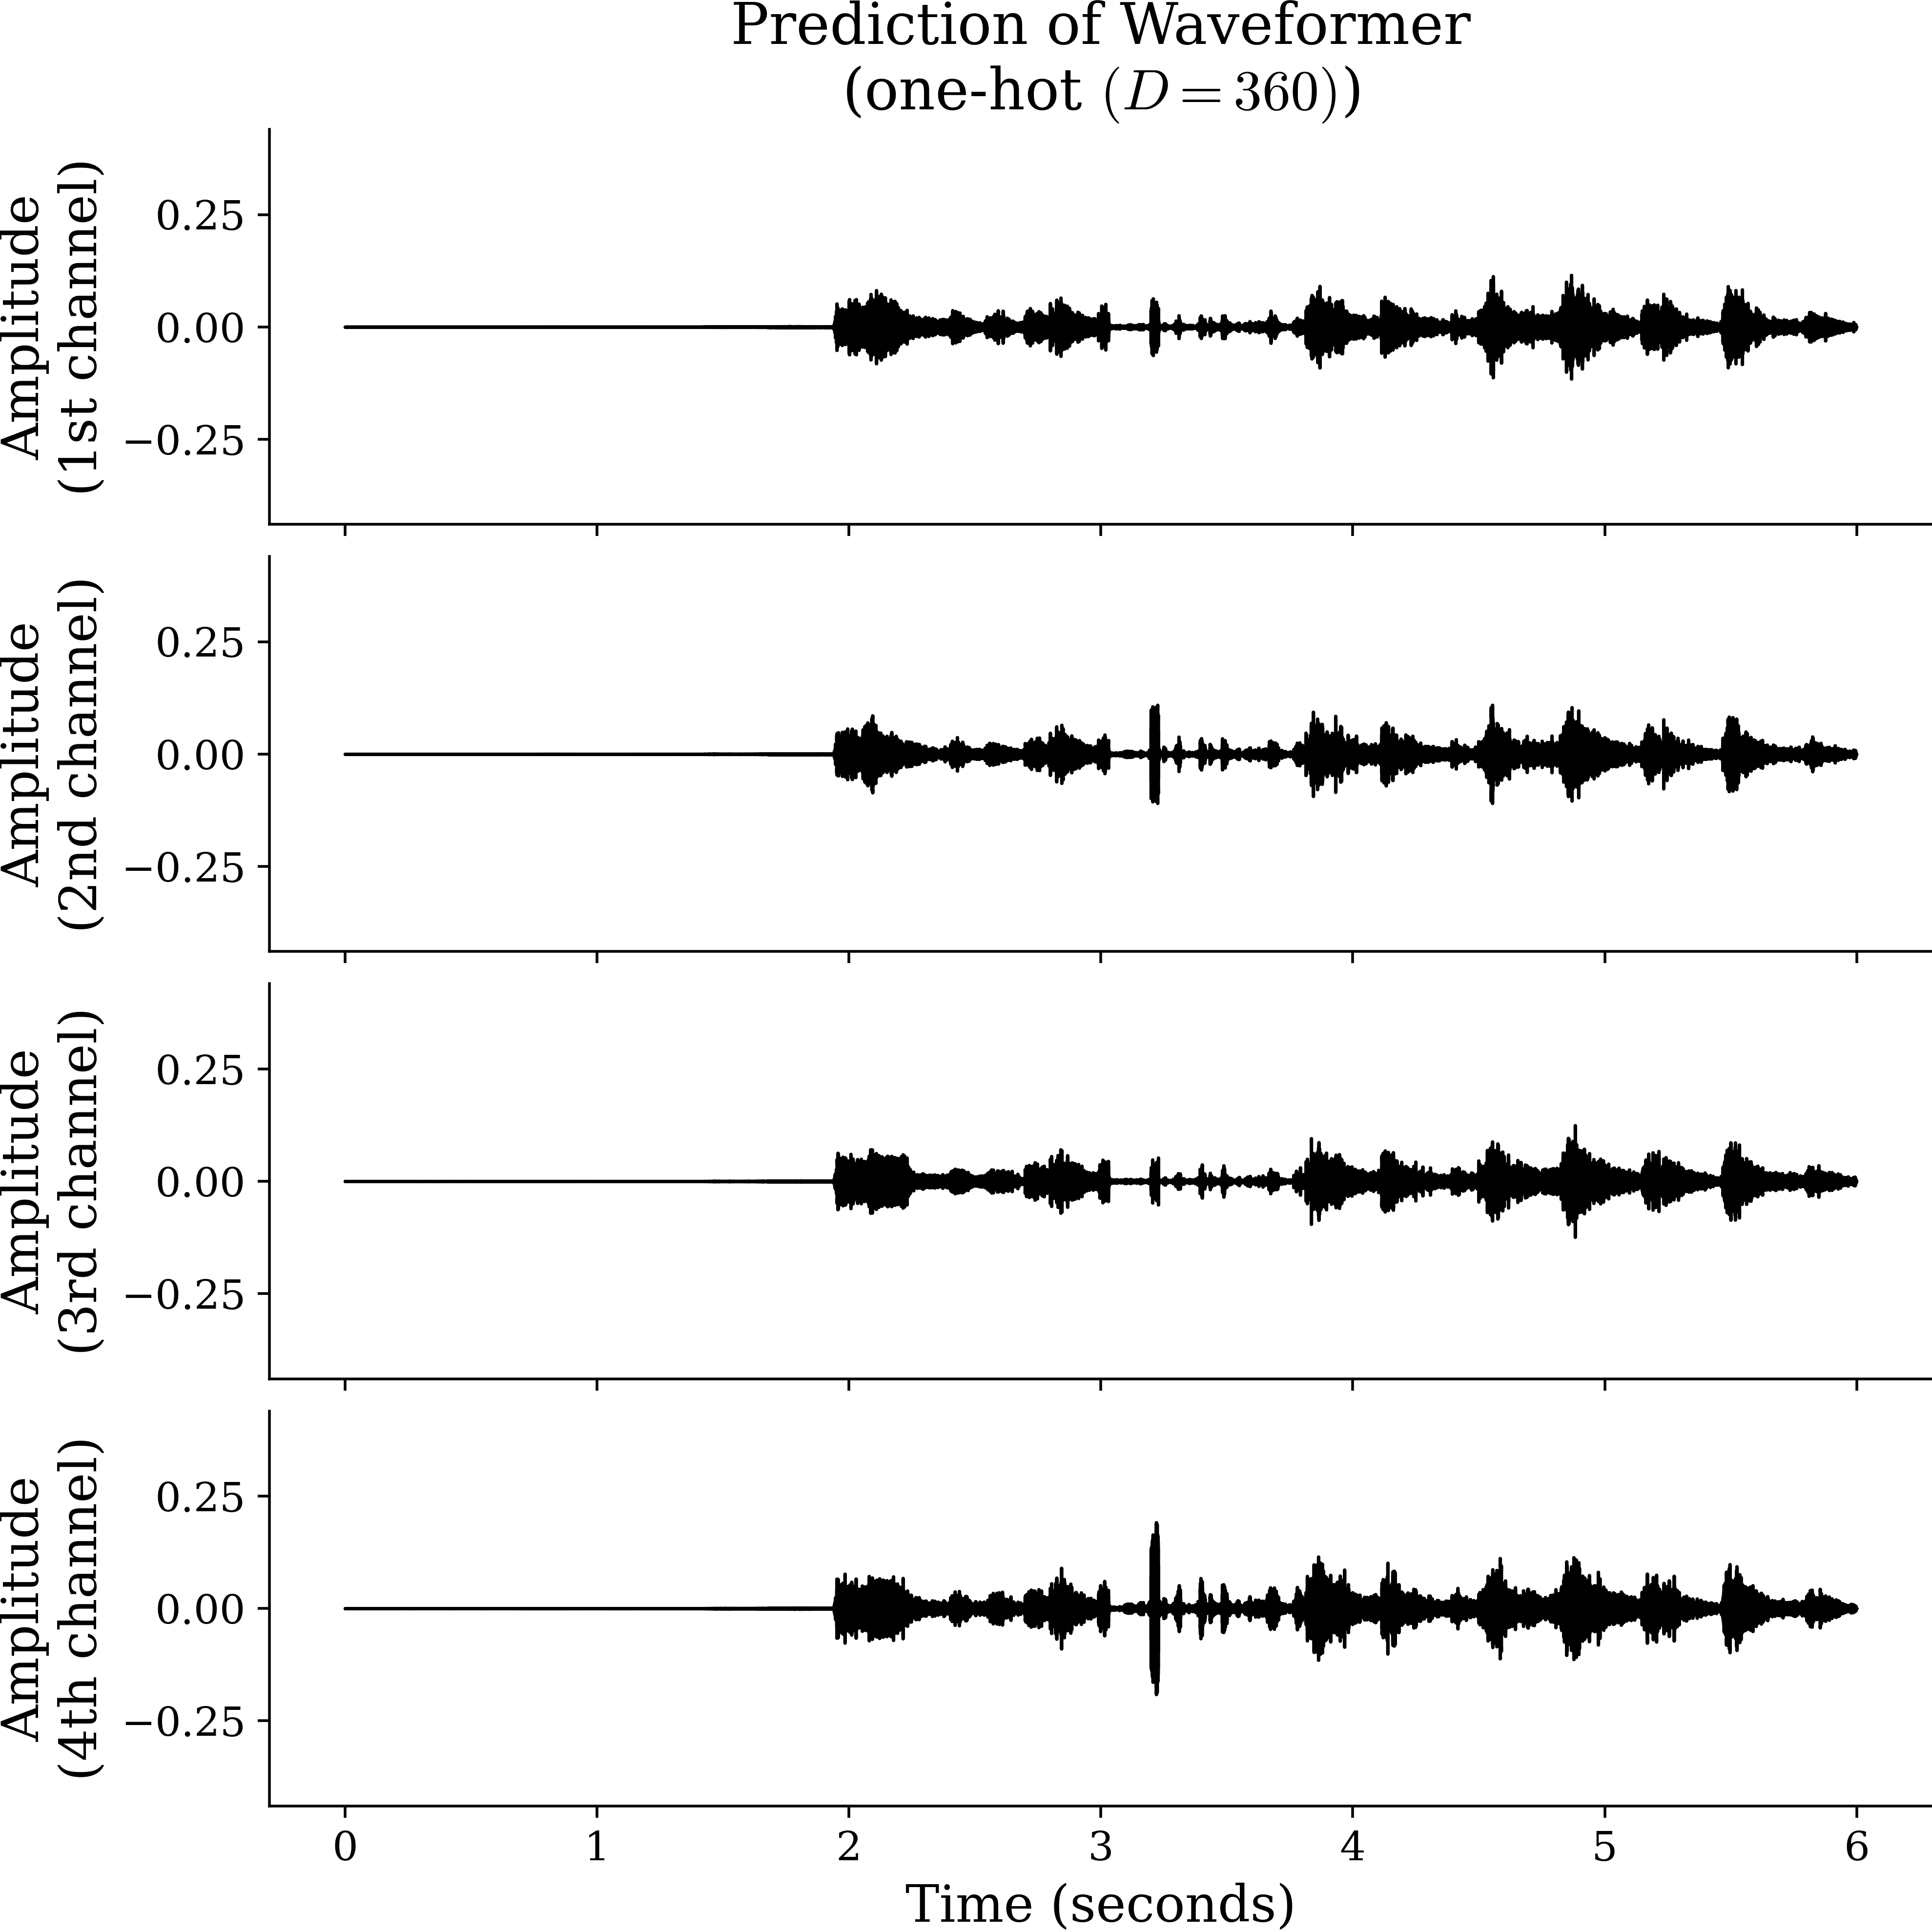 Prediction of Waveformer
(one-hot (D = 360))
Amplitude
(1st channel)
0.25
0.00
−0.25
Amplitude
(2nd channel)
0.25
0.00
−0.25
Amplitude
(3rd channel)
0.25
0.00
−0.25
Amplitude
(4th channel)
0.25
0.00
−0.25
0 1 2 3 4 5 6
Time (seconds)